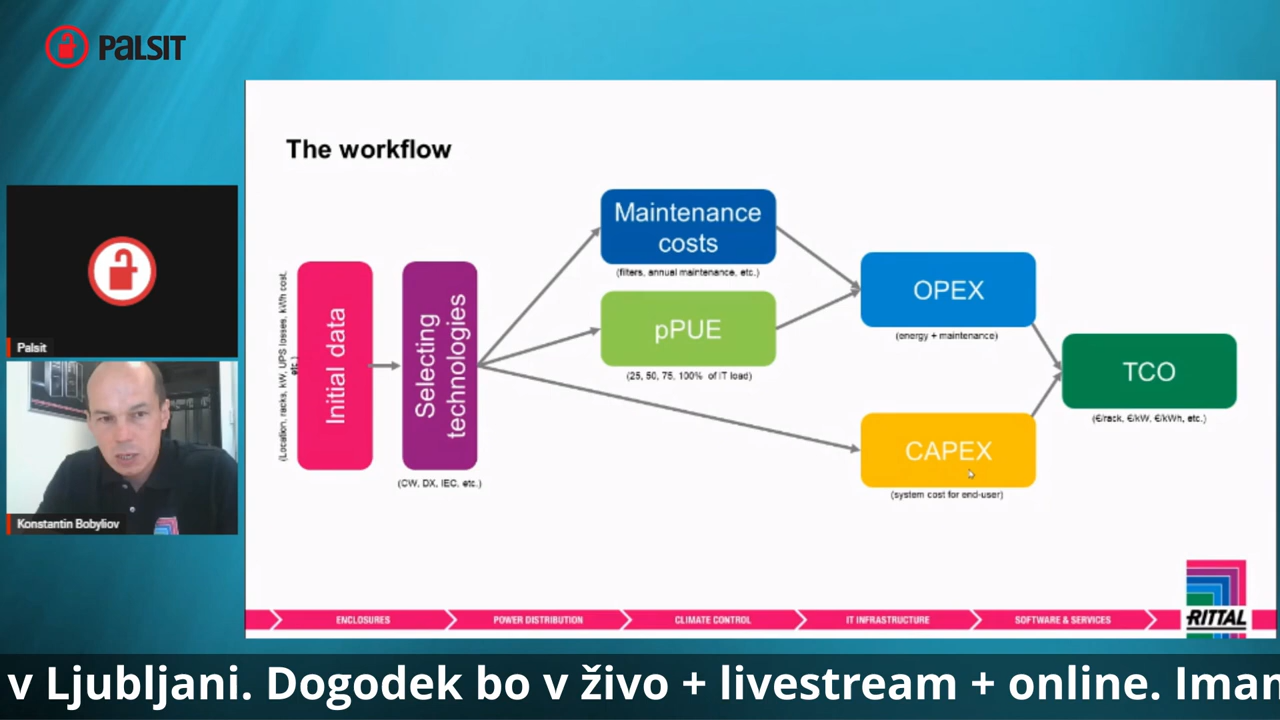 PALSIT
The workflow
Maintenance
costs
(filters, annual maintenance, etc.)
OPEX
(energy + maintenance)
(Location, racks, kW, UPS losses, kWh cost,
etc.)
Initial data
Selecting
technologies
(CW, DX, IEC, etc.)
pPUE
(25, 50, 75, 100% of IT load)
TCO
(€/rack, €/kW, €/kWh, etc.)
CAPEX
(system cost for end-user)
Palsit
Konstantin Bobyliov
ENCLOSURES
POWER DISTRIBUTION
CLIMATE CONTROL
IT INFRASTRUCTURE
SOFTWARE & SERVICES
RITTAL
v Ljubljani. Dogodek bo v živo + livestream + online. Iman